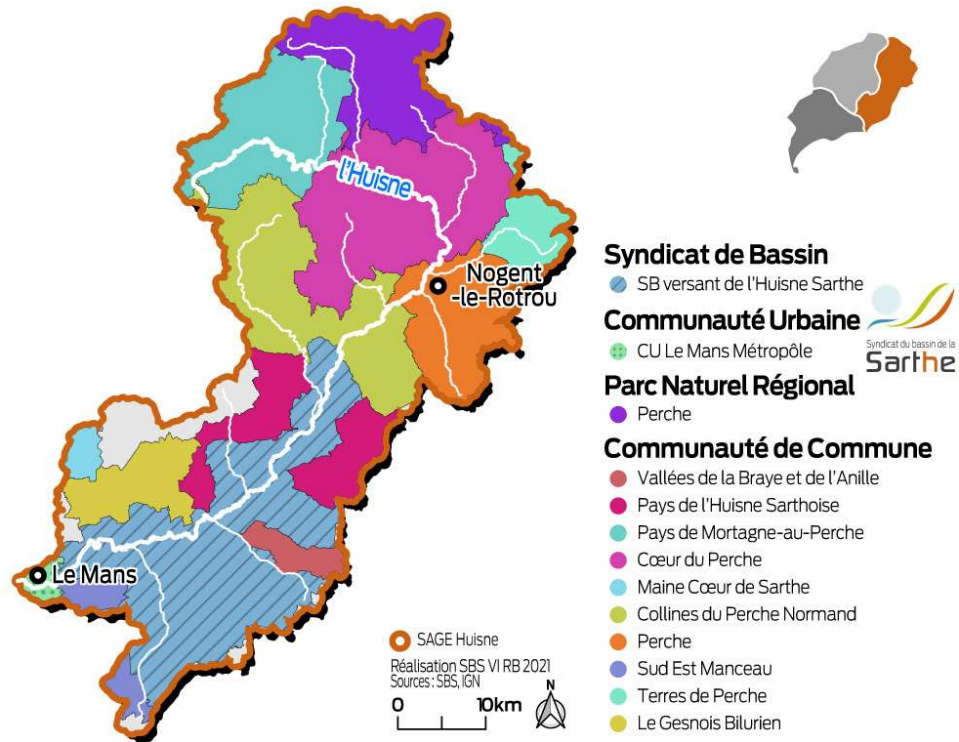 l'Huisne
Nogent
-le-Rotrou
Le Mans
Syndicat de Bassin
SB versant de l'Huisne Sarthe
Communauté Urbaine
CU Le Mans Métropôle
Syndicat du bassin de la
Sarthe
Parc Naturel Régional
Perche
Communauté de Commune
Vallées de la Braye et de l'Anille
Pays de l'Huisne Sarthoise
Pays de Mortagne-au-Perche
Cœur du Perche
Maine Cœur de Sarthe
Collines du Perche Normand
Perche
Sud Est Manceau
Terres de Perche
Le Gesnois Bilurien
SAGE Huisne
Réalisation SBS VI RB 2021
Sources : SBS, IGN
0 10km
N